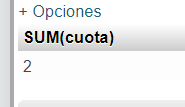 + Opciones
SUM(cuota)
2